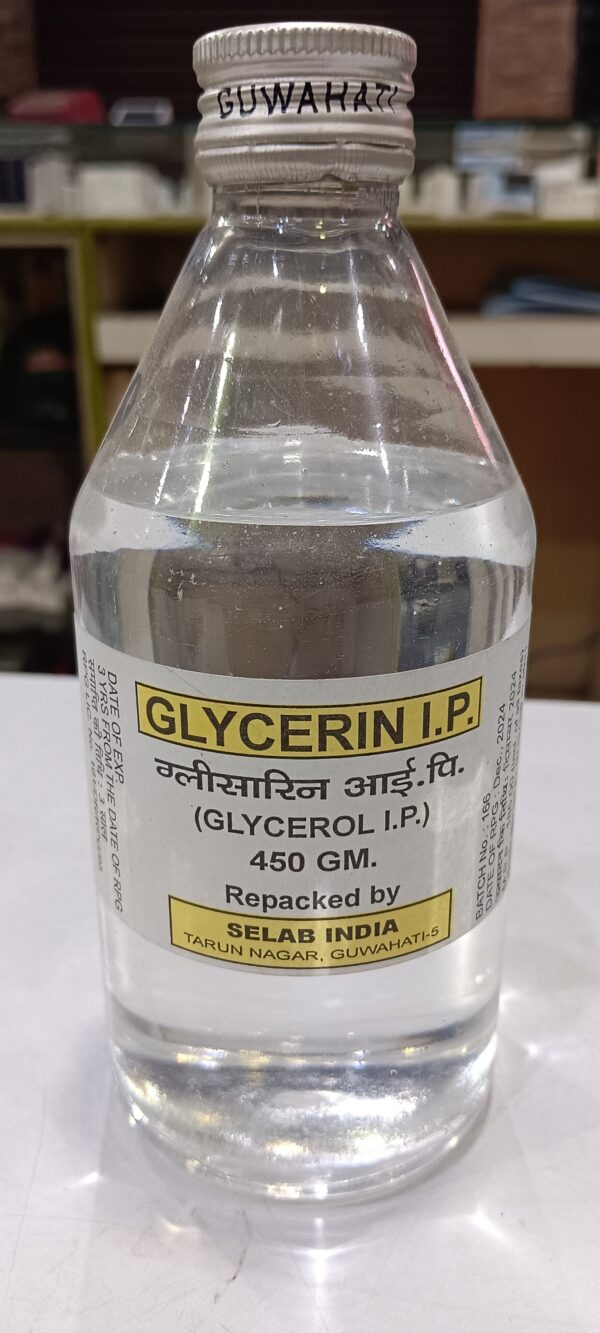 GUWAHATI
GLYCERIN I.P.
ग्लीसारिन आई.पि.
(GLYCEROL I.P.)
450 GM.
Repacked by
SELAB INDIA
TARUN NAGAR, GUWAHATI-5
DATE OF EXP
3 YRS FROM THE DATE OF RPG
BATCH No. : 166
DATE OF RPG : Dec., 2024